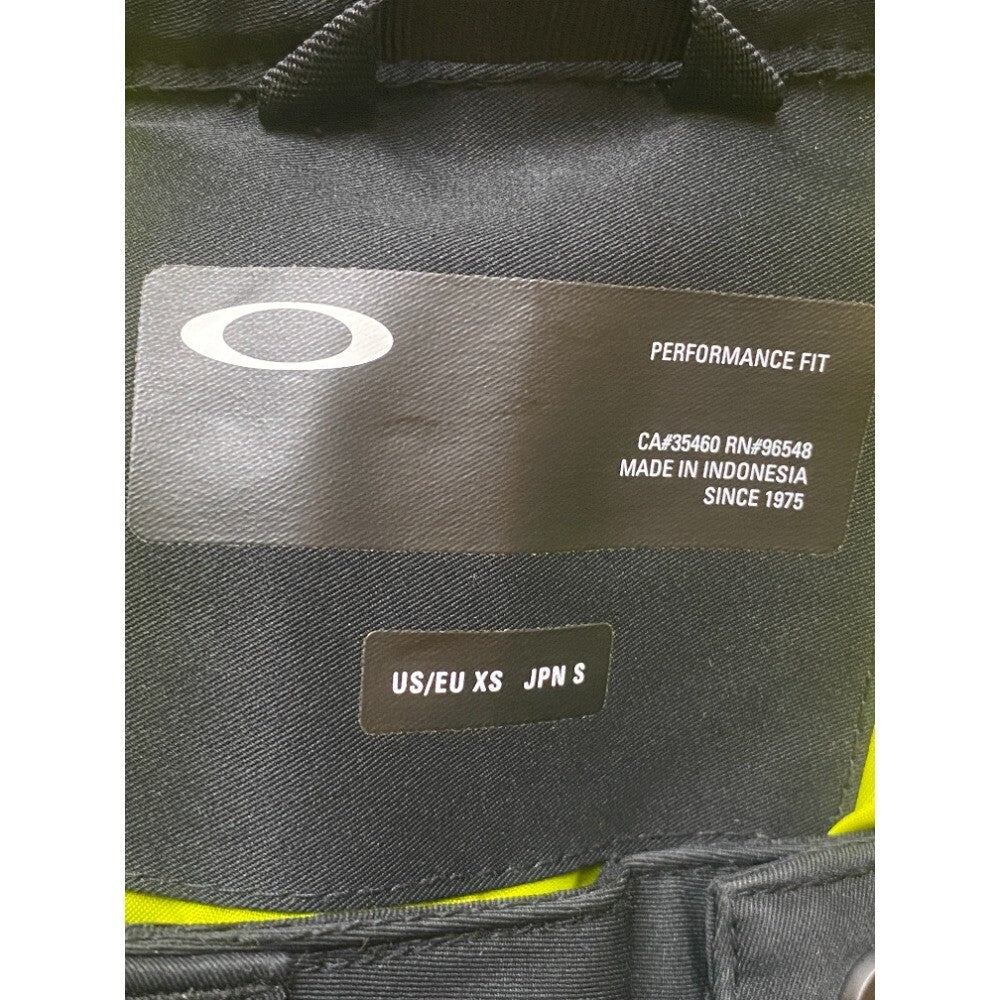 PERFORMANCE FIT
CA#35460 RN#96548
MADE IN INDONESIA
SINCE 1975
US/EU XS JPN S